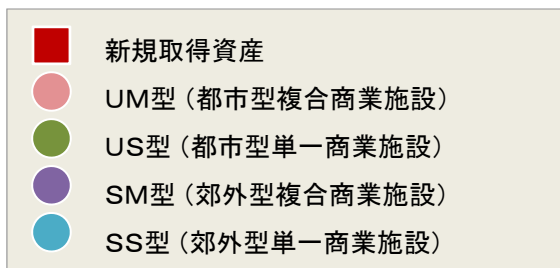 新規取得資産
UM型（都市型複合商業施設）
US型（都市型単一商業施設）
SM型（郊外型複合商業施設）
SS型（郊外型単一商業施設）